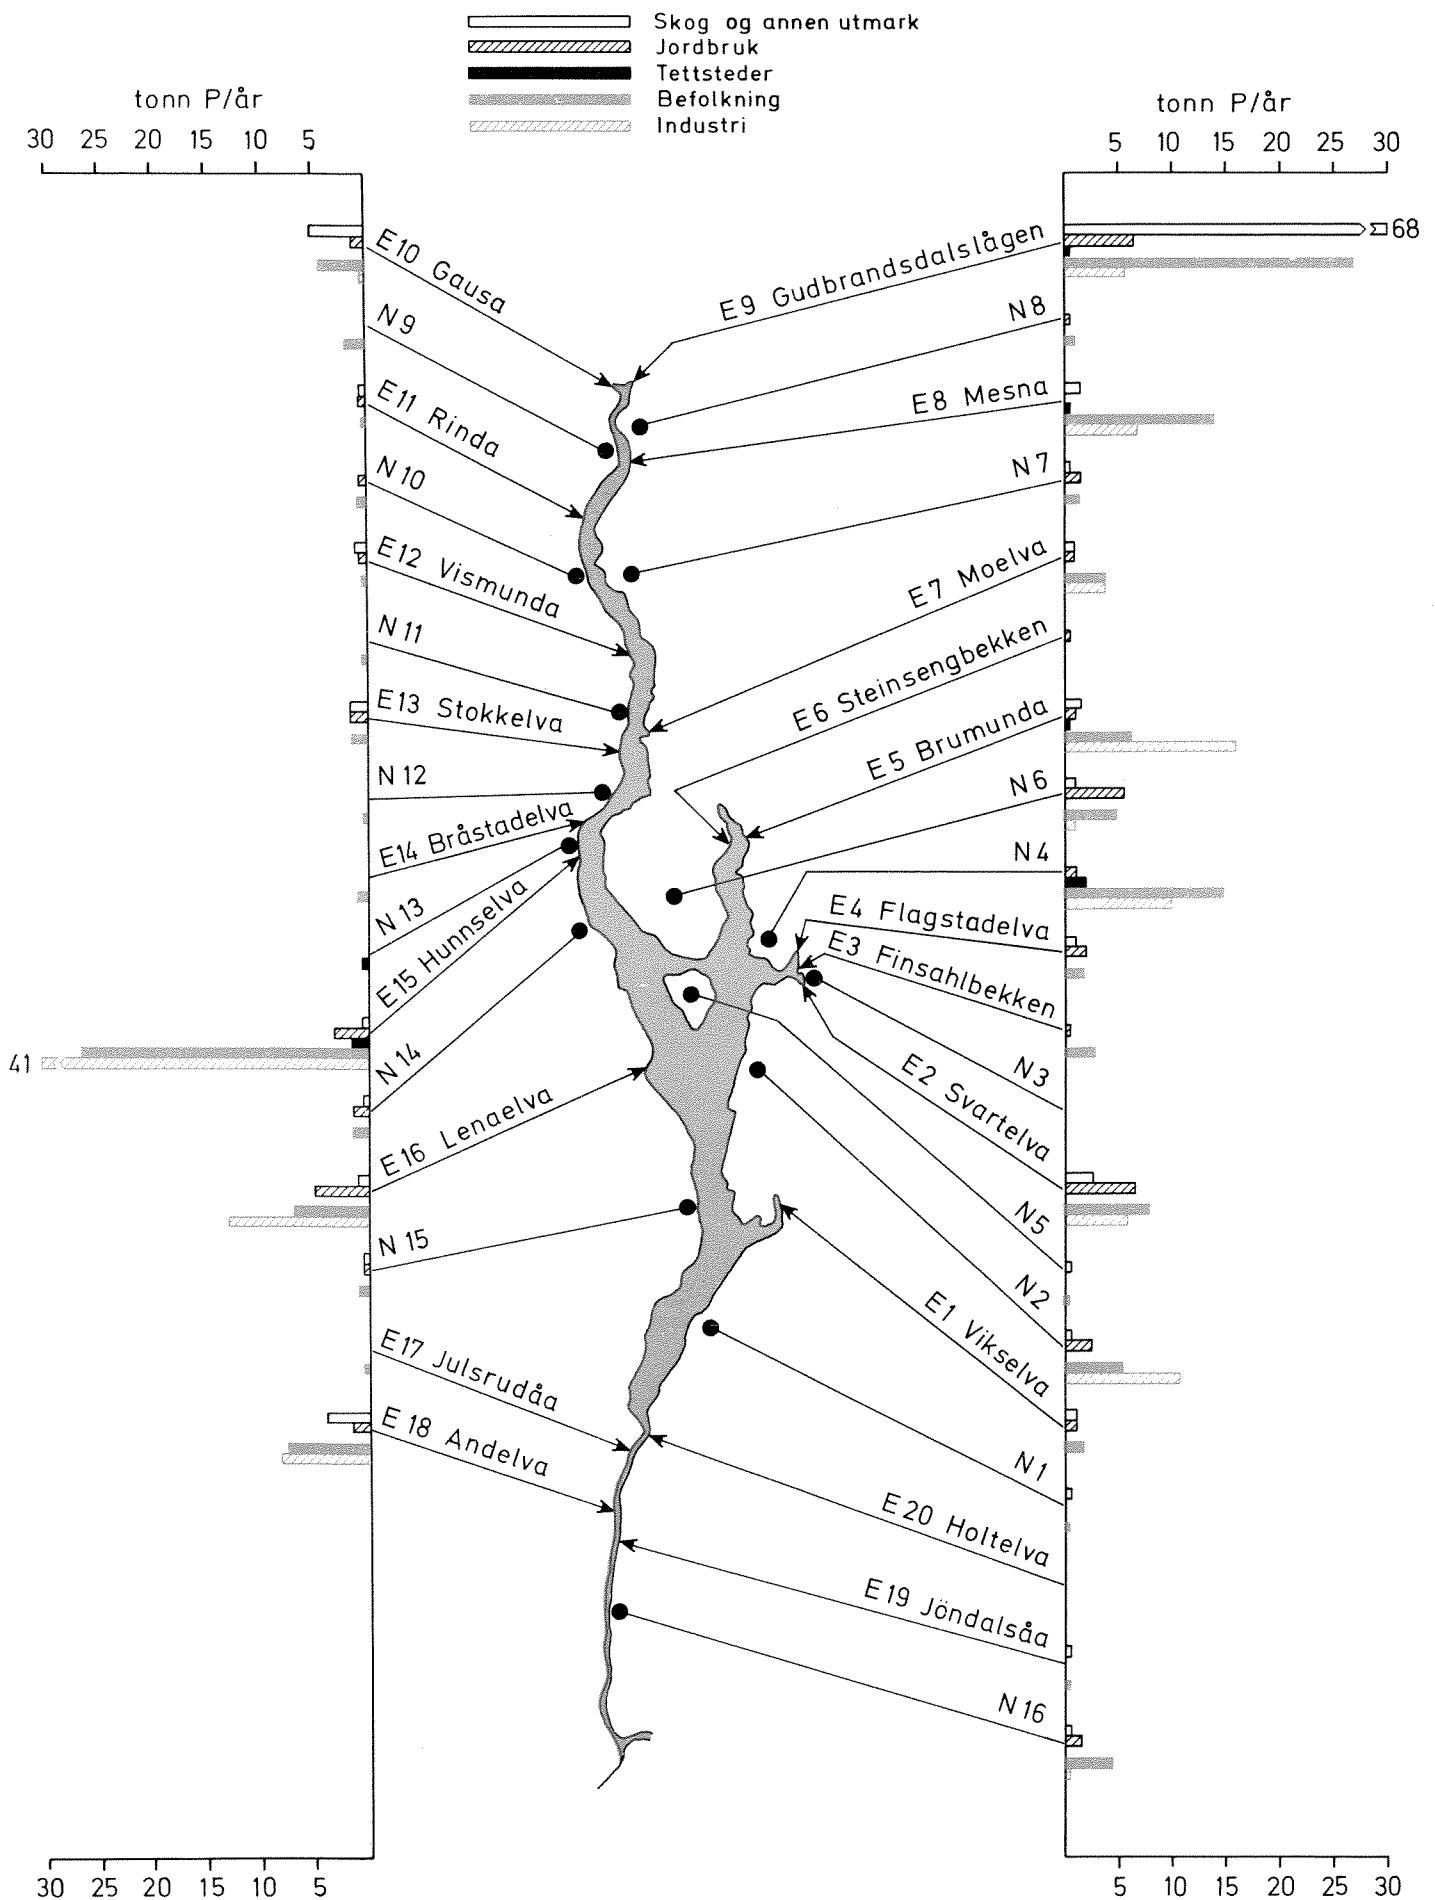 Skog og annen utmark
Jordbruk
Tettsteder
Befolkning
Industri
tonn P/år
30 25 20 15 10 5
tonn P/år
5 10 15 20 25 30
E10 Gausa
N9
E11 Rinda
N10
E12 Vismunda
N11
E13 Stokkelva
N12
E14 Bråstadelva
N13
E15 Hunnselva
41
N14
E16 Lenaelva
N15
E17 Julsrudåa
E18 Andelva
E9 Gudbrandsdalslågen
68
N8
E8 Mesna
N7
E7 Moelva
E6 Steinsengbekken
E5 Brumunda
N6
N4
E4 Flagstadelva
E3 Finsahlbekken
N3
E2 Svartelva
N5
N2
E1 Vikselva
N1
E20 Holtelva
E19 Jöndalsåa
N16
30 25 20 15 10 5
5 10 15 20 25 30